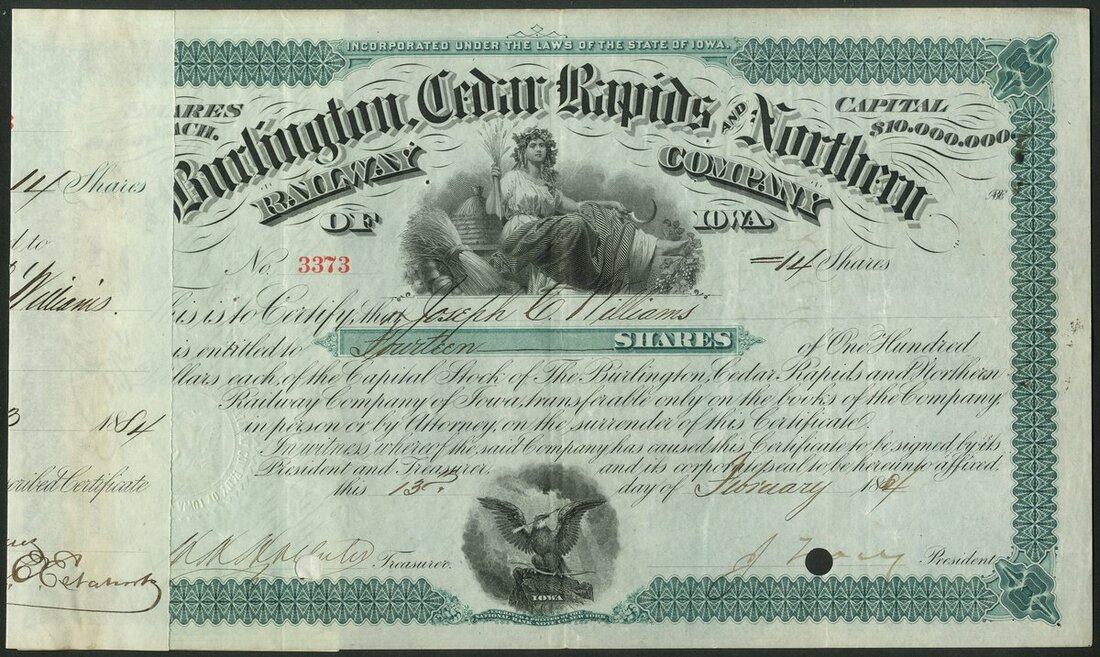 INCORPORATED UNDER THE LAWS OF THE STATE OF IOWA.
SHARES
EACH.
Burlington, Cedar Rapids AND Northern
CAPITAL
$10.000.000
RAILWAY COMPANY
OF IOWA.
14 Shares
No. 3373
=14 Shares
to
Williams.
This is to Certify, that Joseph C. Williams
is entitled to Fourteen SHARES of One Hundred
Dollars each, of the Capital Stock of The Burlington, Cedar Rapids and Northern
Railway Company of Iowa, transferable only on the books of the Company
in person or by Attorney, on the surrender of this Certificate.
1884
In witness whereof the said Company has caused this Certificate to be signed by its
President and Treasurer, and its corporate seal to be hereunto affixed
this 13th day of February 1884
Certificate
Treasurer.
President
IOWA